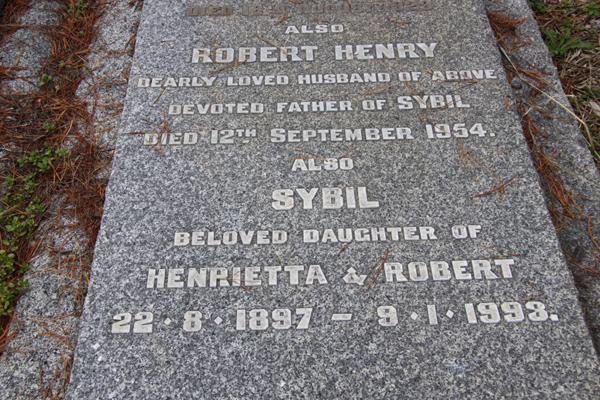 ALSO
ROBERT HENRY
DEARLY LOVED HUSBAND OF ABOVE
DEVOTED FATHER OF SYBIL
DIED 12TH SEPTEMBER 1954.
ALSO
SYBIL
BELOVED DAUGHTER OF
HENRIETTA & ROBERT
22 · 8 · 1897 – 9 · 1 · 1993.